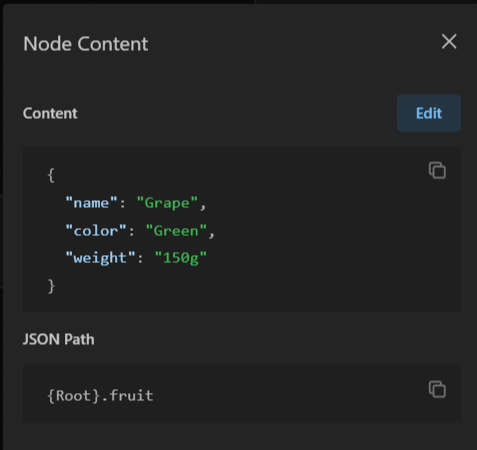 Node Content
Content
Edit
{
  "name": "Grape",
  "color": "Green",
  "weight": "150g"
}
JSON Path
{Root}.fruit